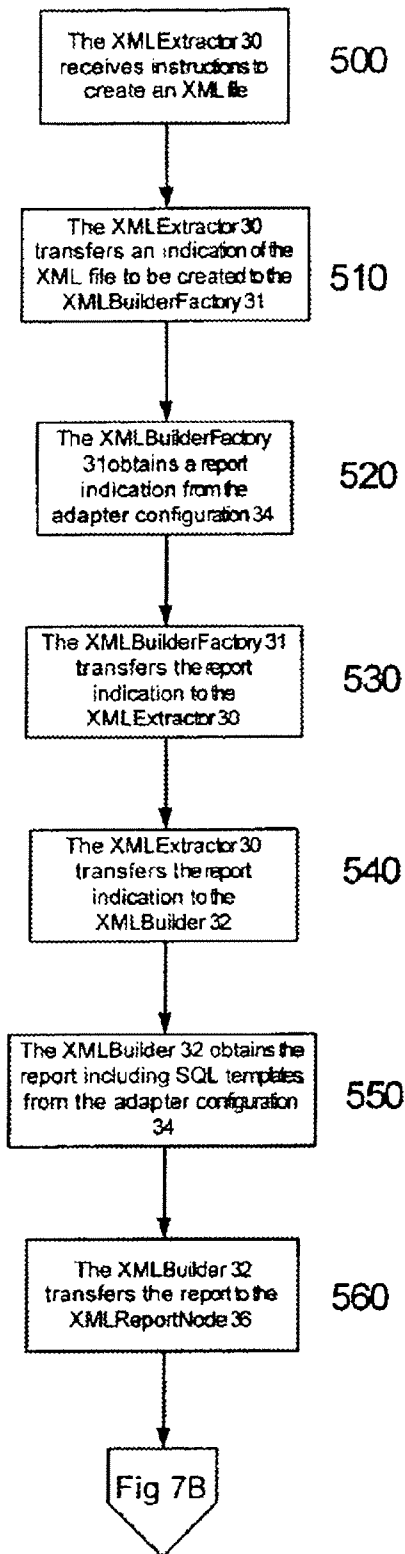 The XMLExtractor 30
receives instructions to
create an XML file
500
The XMLExtractor 30
transfers an indication of the
XML file to be created to the
XMLBuilderFactory 31
510
The XMLBuilderFactory
31 obtains a report
indication from the
adapter configuration 34
520
The XMLBuilderFactory 31
transfers the report
indication to the
XMLExtractor 30
530
The XMLExtractor 30
transfers the report
indication to the
XMLBuilder 32
540
The XMLBuilder 32 obtains the
report including SQL templates
from the adapter configuration
34
550
The XMLBuilder 32
transfers the report to the
XMLReportNode 36
560
Fig 7B